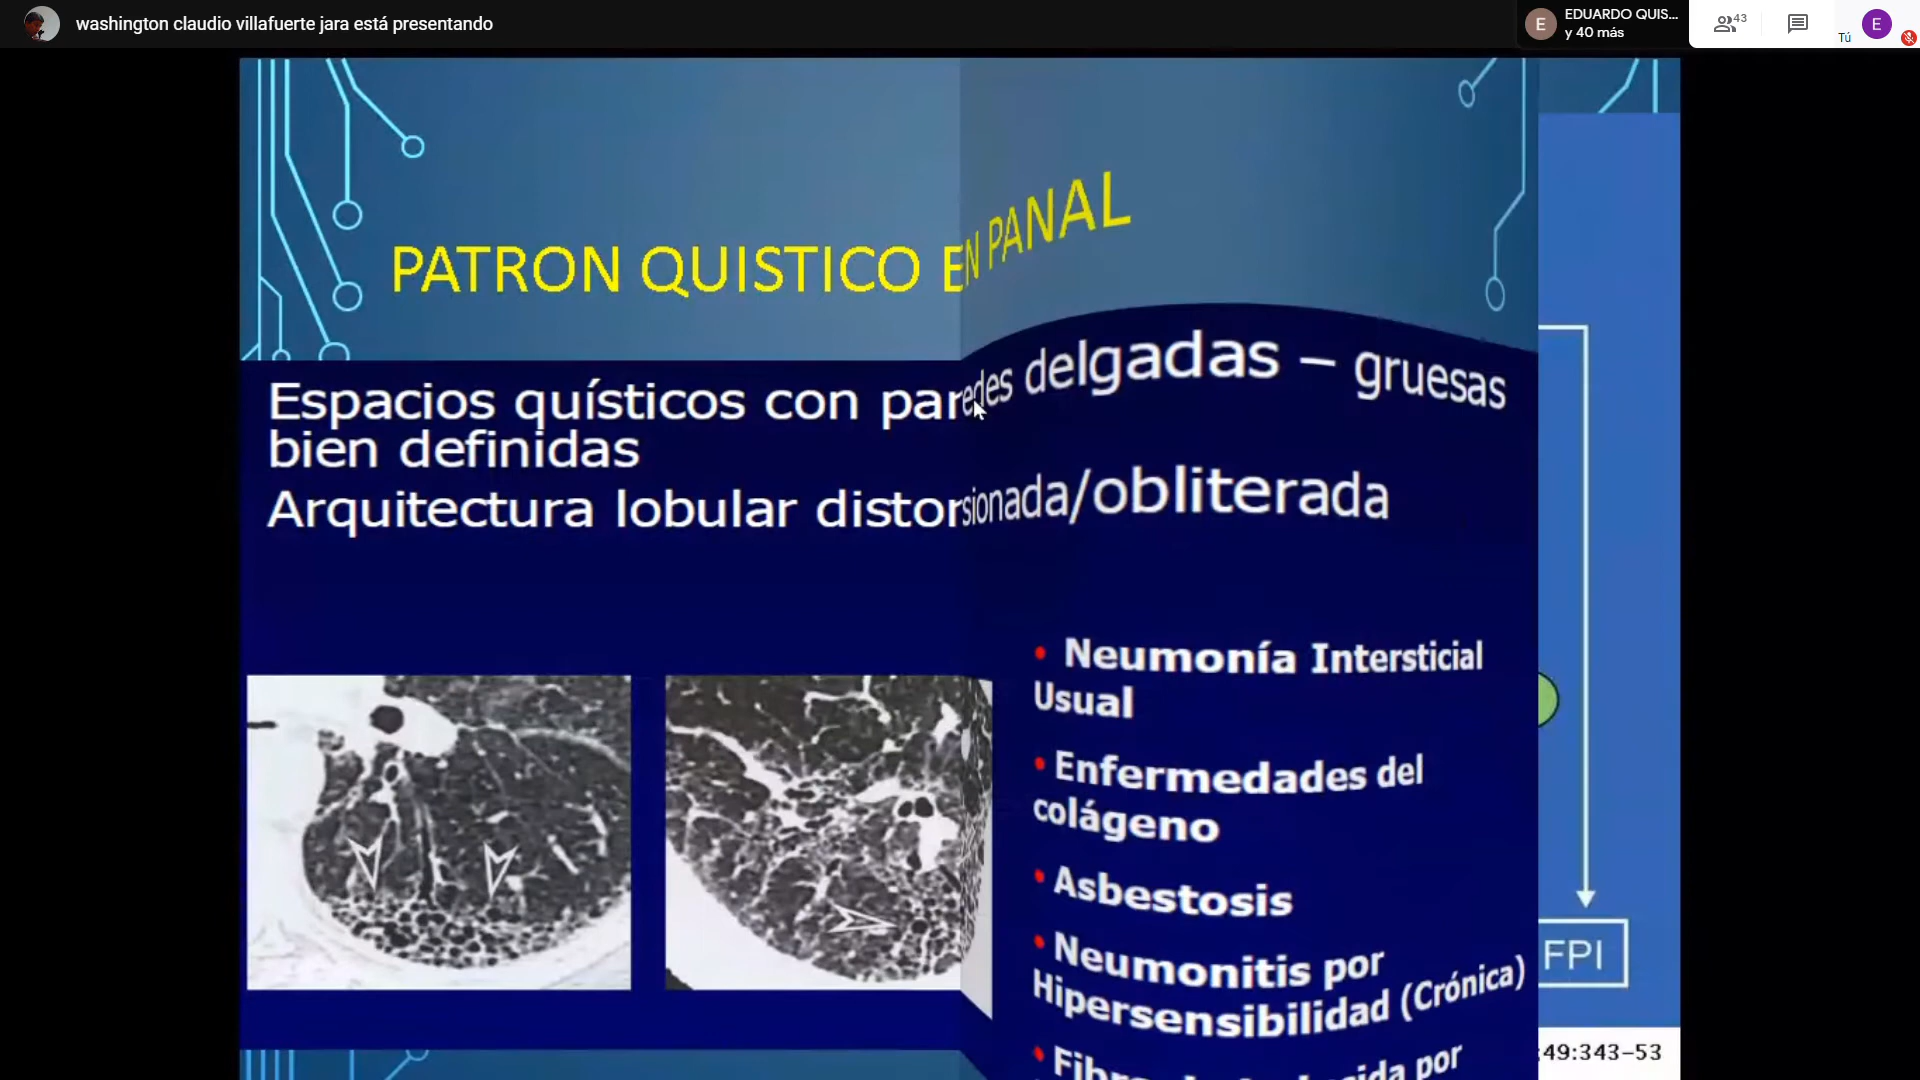 washington claudio villafuerte jara está presentando
E
EDUARDO QUIS...
y 40 más
43
Tú
E
PATRON QUISTICO EN PANAL
Espacios quísticos con paredes delgadas – gruesas
bien definidas
Arquitectura lobular distorsionada/obliterada
• Neumonía Intersticial
Usual
• Enfermedades del
colágeno
• Asbestosis
• Neumonitis por
Hipersensibilidad (Crónica)
por
FPI
:49:343–53